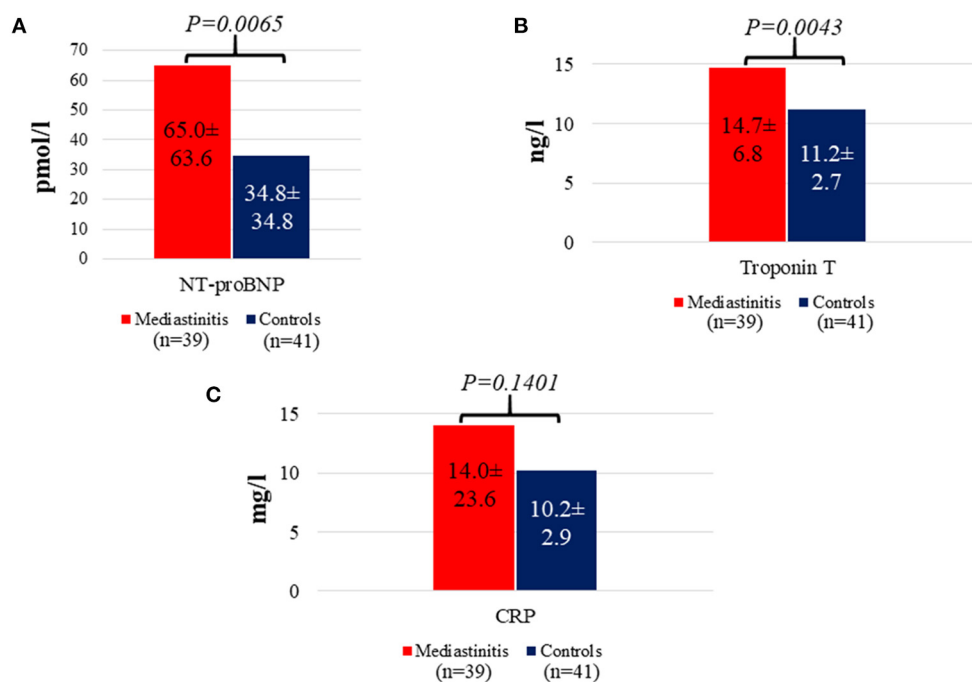 A
P=0.0065
70
60
50
40
30
20
10
0
pmol/l
65.0±
63.6
34.8±
34.8
NT-proBNP
Mediastinitis Controls
(n=39) (n=41)
B
P=0.0043
15
10
5
0
ng/l
14.7±
6.8
11.2±
2.7
Troponin T
Mediastinitis Controls
(n=39) (n=41)
C
P=0.1401
15
10
5
0
mg/l
14.0±
23.6
10.2±
2.9
CRP
Mediastinitis Controls
(n=39) (n=41)